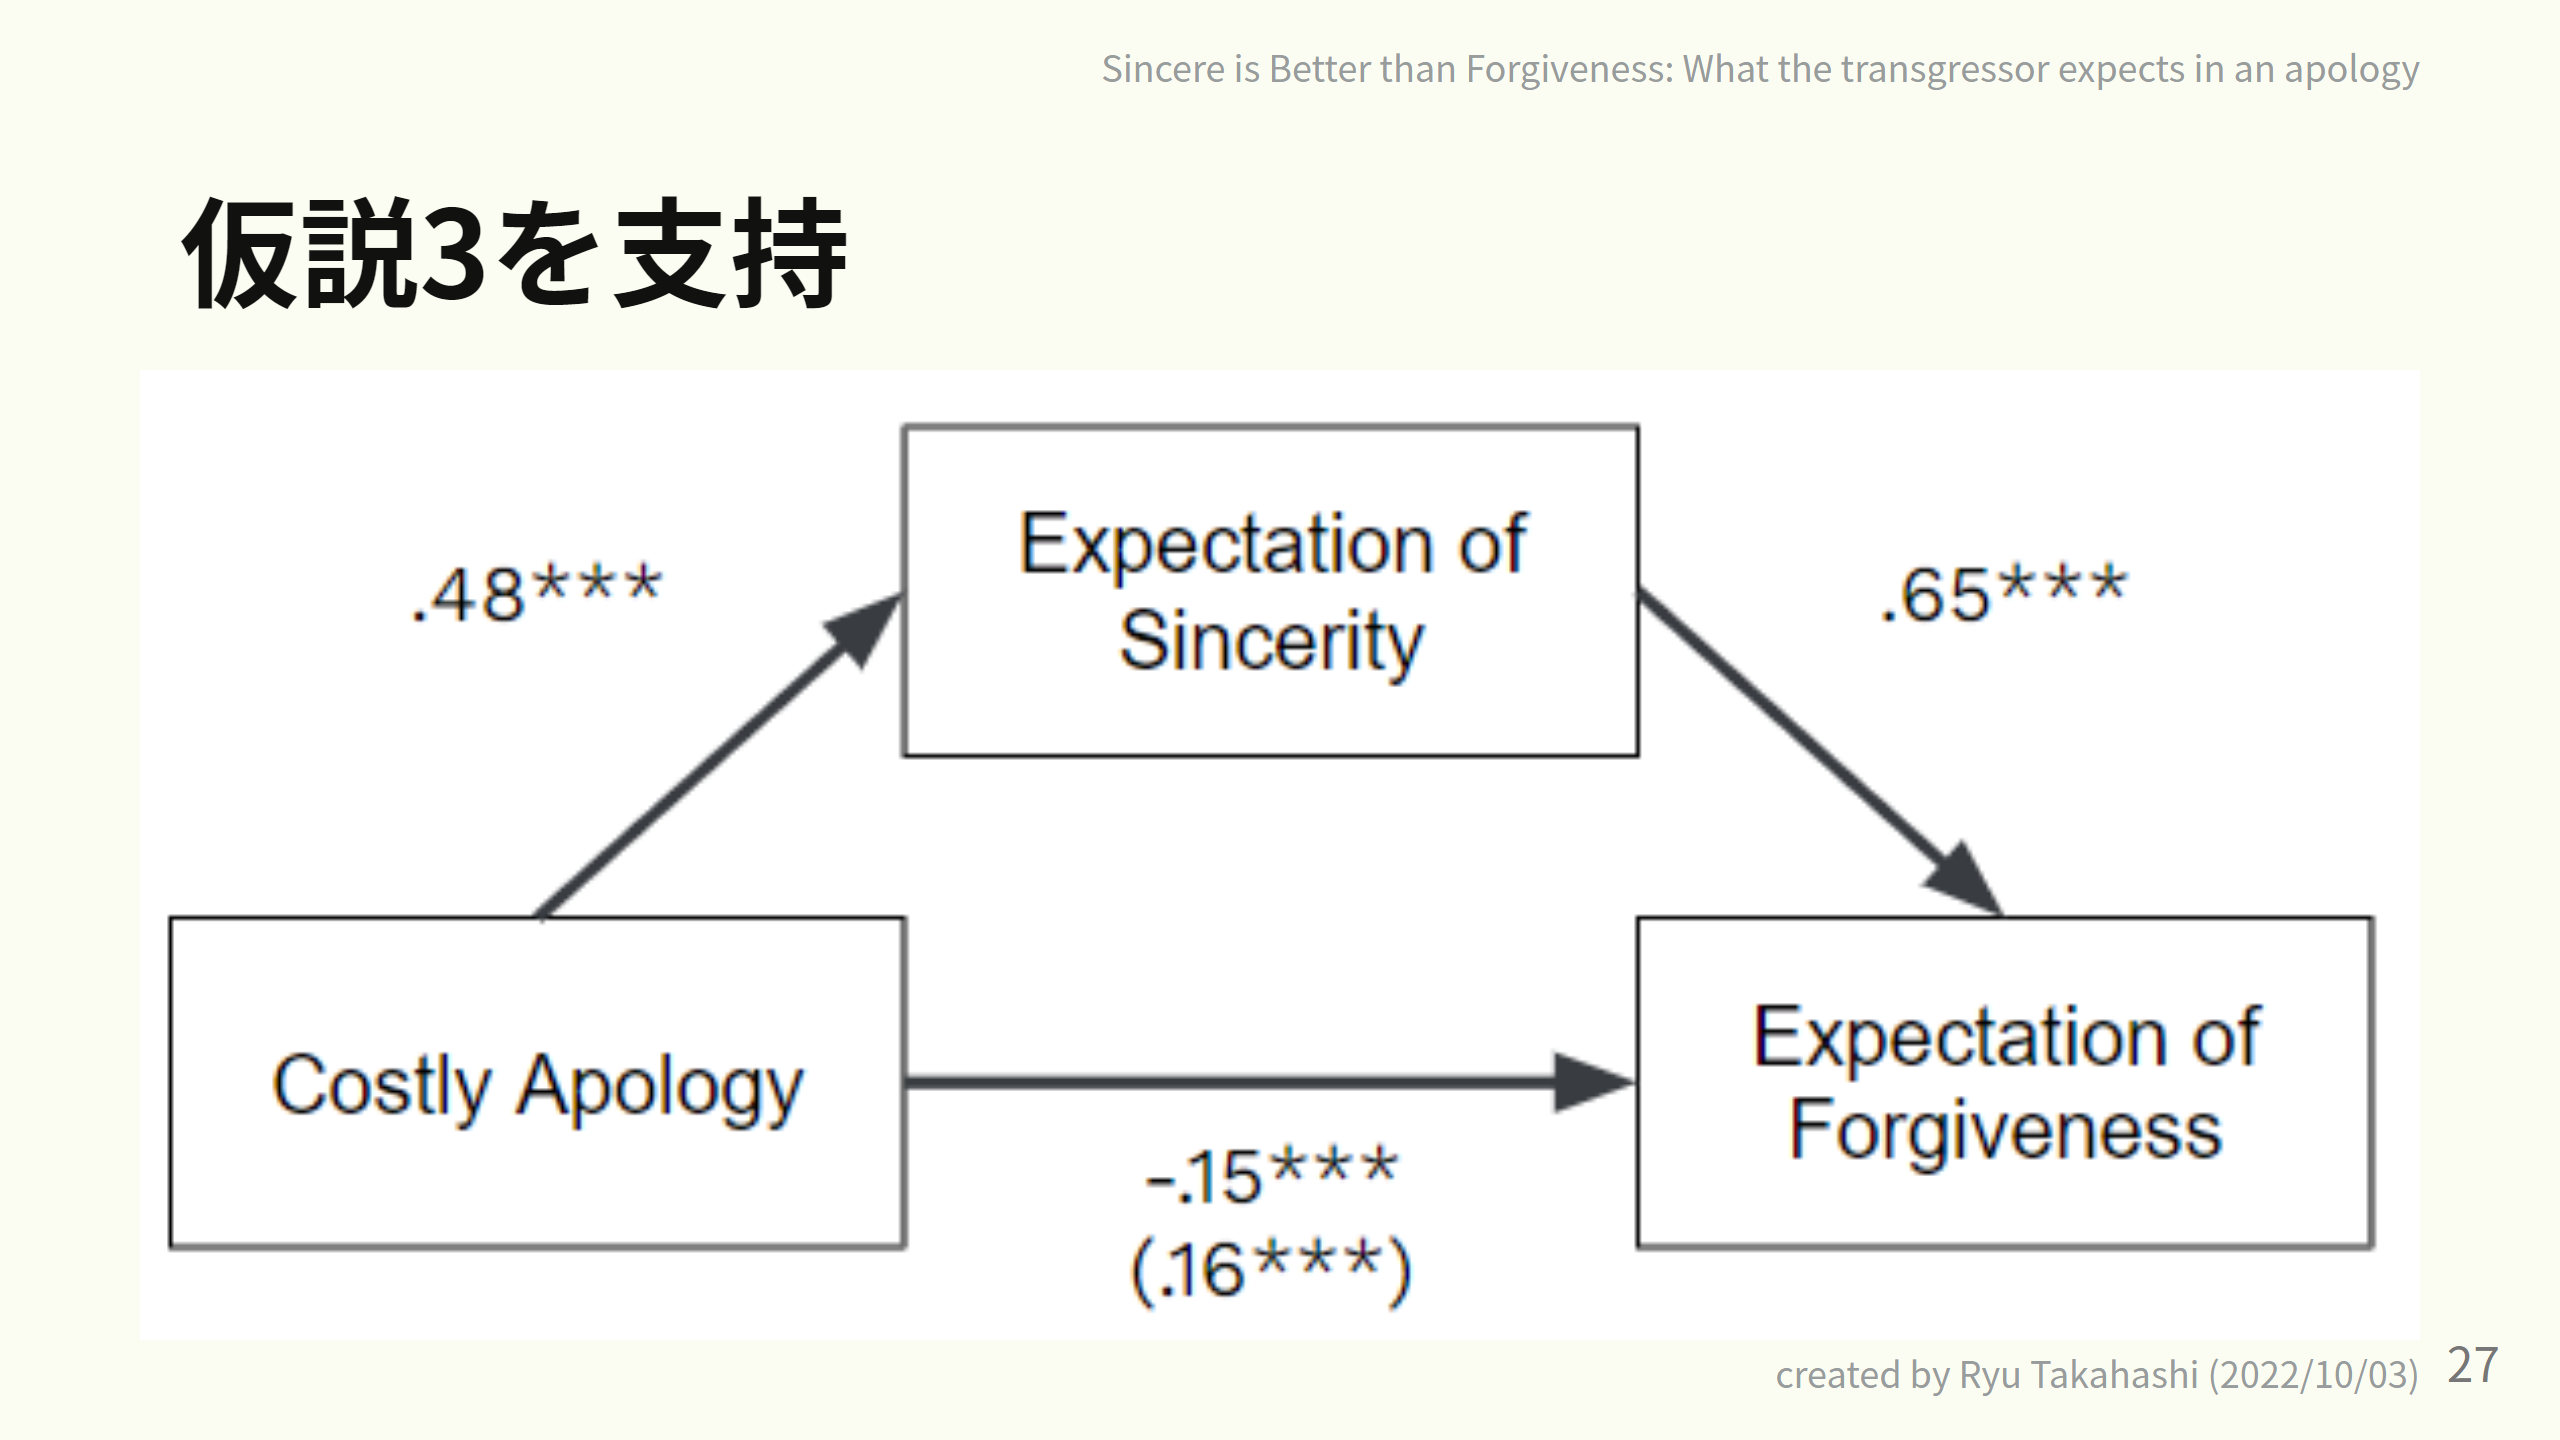 Sincere is Better than Forgiveness: What the transgressor expects in an apology
仮説3を支持
Expectation of
Sincerity
.48***
.65***
Costly Apology
Expectation of
Forgiveness
-.15***
(.16***)
created by Ryu Takahashi (2022/10/03)
27